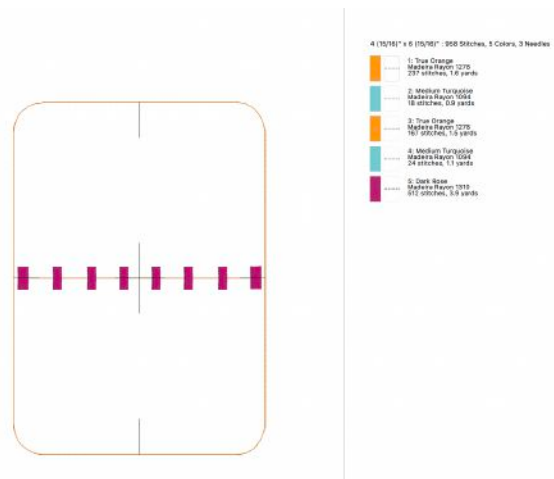 4 (15/16)" x 6 (15/16)" : 958 Stitches, 5 Colors, 3 Needles
1: True Orange
Madeira Rayon 1278
237 stitches, 1.6 yards
2: Medium Turquoise
Madeira Rayon 1094
18 stitches, 0.9 yards
3: True Orange
Madeira Rayon 1278
167 stitches, 1.5 yards
4: Medium Turquoise
Madeira Rayon 1094
24 stitches, 1.1 yards
5: Dark Rose
Madeira Rayon 1310
512 stitches, 3.9 yards